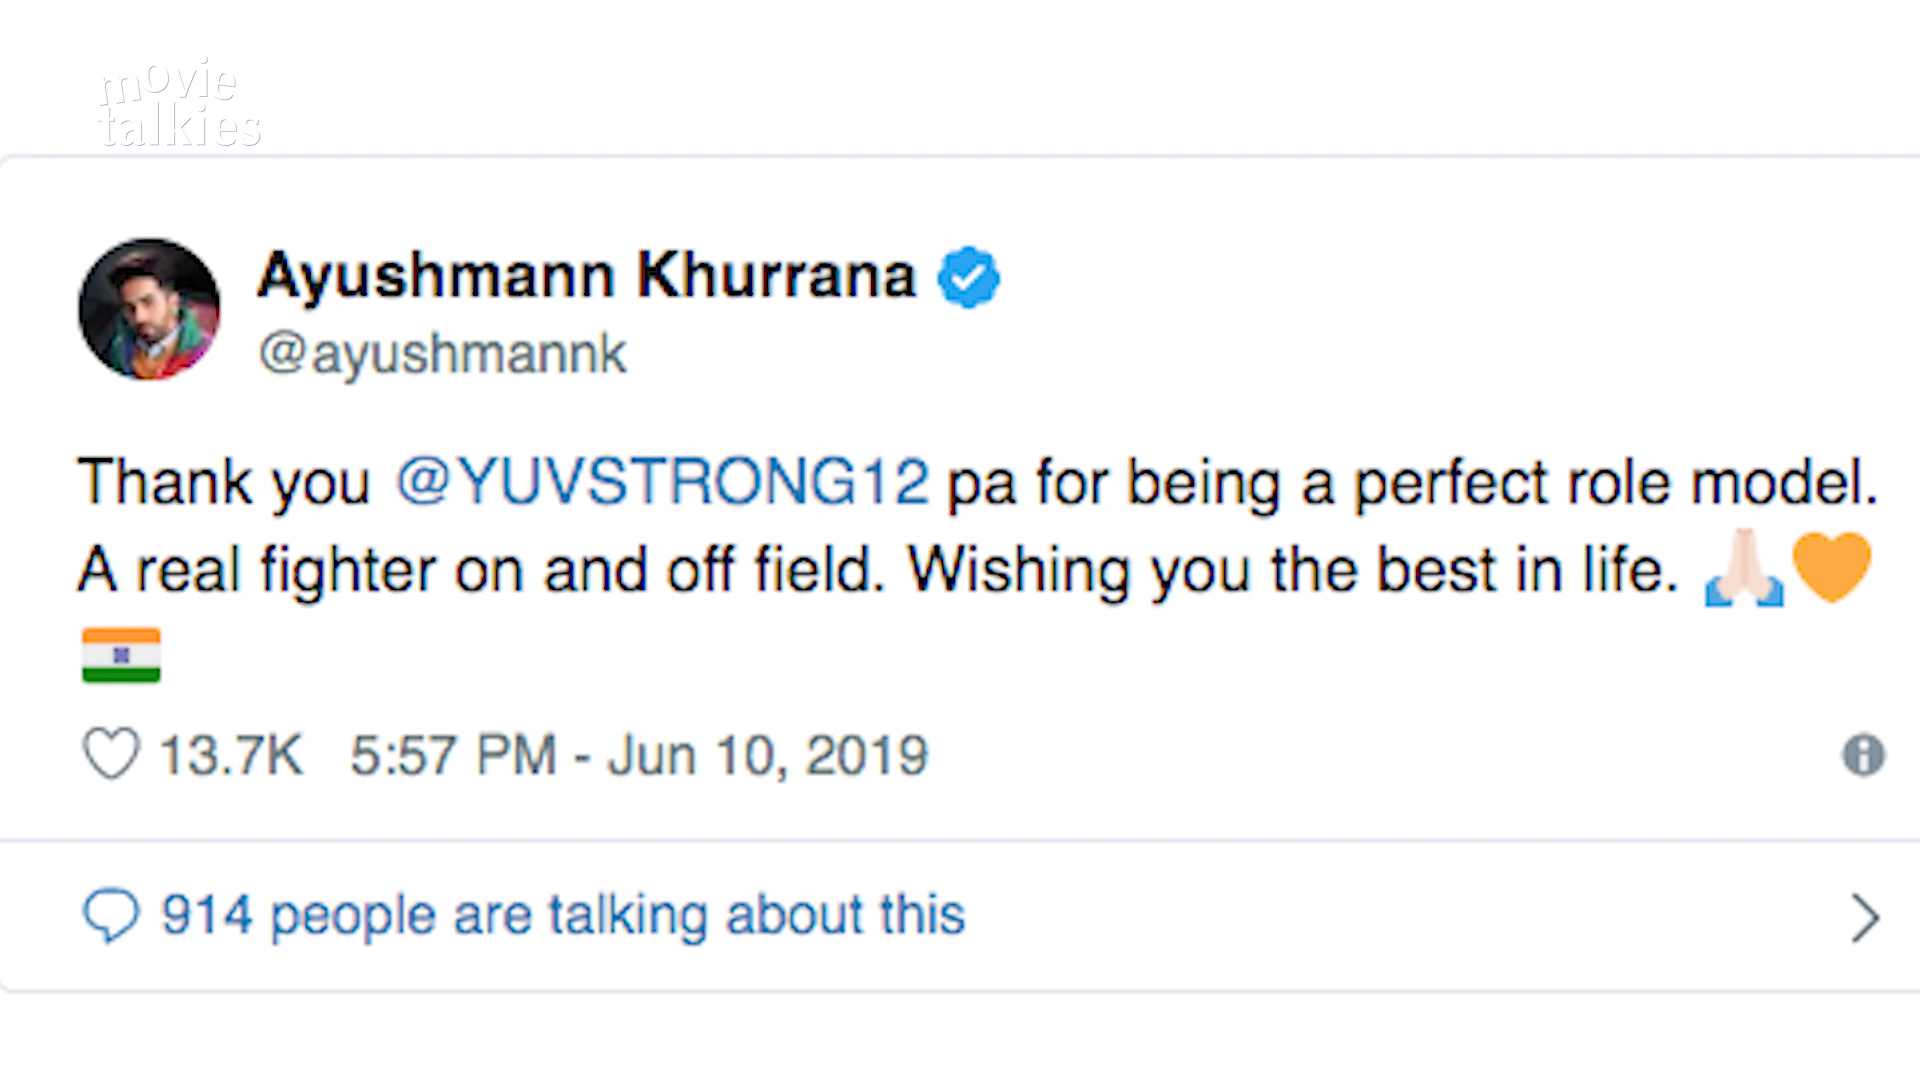 movie
talkies
Ayushmann Khurrana
@ayushmannk
Thank you @YUVSTRONG12 pa for being a perfect role model.
A real fighter on and off field. Wishing you the best in life. 🙏🏻🧡
🇮🇳
13.7K 5:57 PM - Jun 10, 2019
914 people are talking about this